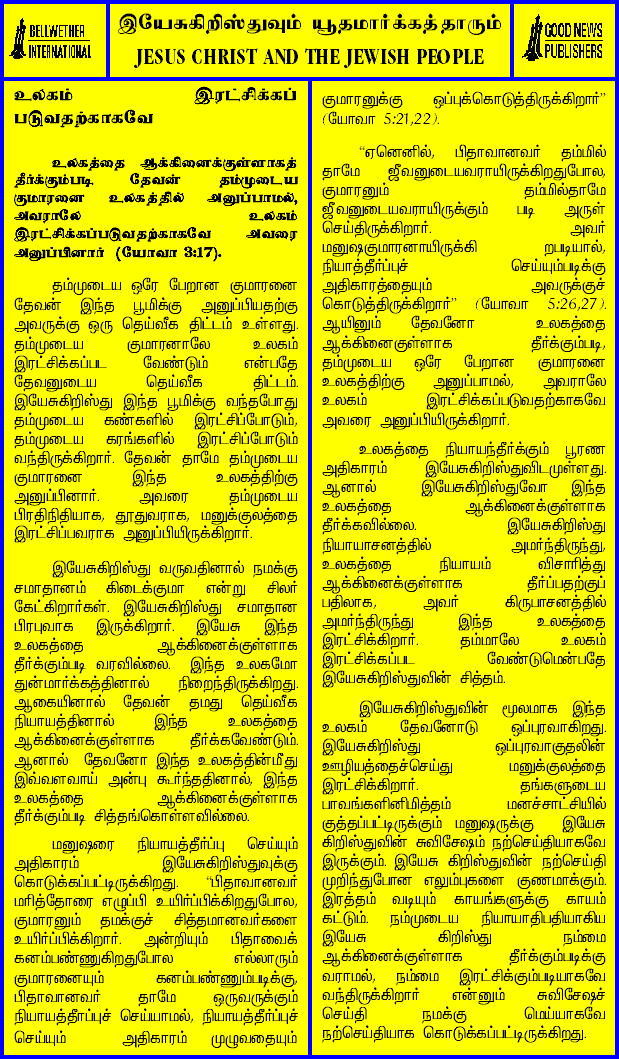 BELLWETHER
INTERNATIONAL
இயேசுகிறிஸ்துவும் யூதமார்க்கத்தாரும்
JESUS CHRIST AND THE JEWISH PEOPLE
GOOD NEWS
PUBLISHERS
உலகம் இரட்சிக்கப்
படுவதற்காகவே
உலகத்தை ஆக்கினைக்குள்ளாகத்
தீர்க்கும்படி, தேவன் தம்முடைய
குமாரனை உலகத்தில் அனுப்பாமல்,
அவராலே உலகம்
இரட்சிக்கப்படுவதற்காகவே அவரை
அனுப்பினார் (யோவா 3:17).
தம்முடைய ஒரே பேறான குமாரனை
தேவன் இந்த பூமிக்கு அனுப்பியதற்கு
அவருக்கு ஒரு தெய்வீக திட்டம் உள்ளது.
தம்முடைய குமாரனாலே உலகம்
இரட்சிக்கப்பட வேண்டும் என்பதே
தேவனுடைய தெய்வீக திட்டம்.
இயேசுகிறிஸ்து இந்த பூமிக்கு வந்தபோது
தம்முடைய கண்களில் இரட்சிப்போடும்,
தம்முடைய கரங்களில் இரட்சிப்போடும்
வந்திருக்கிறார். தேவன் தாமே தம்முடைய
குமாரனை இந்த உலகத்திற்கு
அனுப்பினார். அவரை தம்முடைய
பிரதிநிதியாக, தூதுவராக, மனுக்குலத்தை
இரட்சிப்பவராக அனுப்பியிருக்கிறார்.
இயேசுகிறிஸ்து வருவதினால் நமக்கு
சமாதானம் கிடைக்குமா என்று சிலர்
கேட்கிறார்கள். இயேசுகிறிஸ்து சமாதான
பிரபுவாக இருக்கிறார். இயேசு இந்த
உலகத்தை ஆக்கினைக்குள்ளாக
தீர்க்கும்படி வரவில்லை. இந்த உலகமோ
துன்மார்க்கத்தினால் நிறைந்திருக்கிறது.
ஆகையினால் தேவன் தமது தெய்வீக
நியாயத்தினால் இந்த உலகத்தை
ஆக்கினைக்குள்ளாக தீர்க்கவேண்டும்.
ஆனால் தேவனோ இந்த உலகத்தின்மீது
இவ்வளவாய் அன்பு கூர்ந்ததினால், இந்த
உலகத்தை ஆக்கினைக்குள்ளாக
தீர்க்கும்படி சித்தங்கொள்ளவில்லை.
மனுஷரை நியாயத்தீர்ப்பு செய்யும்
அதிகாரம் இயேசுகிறிஸ்துவுக்கு
கொடுக்கப்பட்டிருக்கிறது. “பிதாவானவர்
மரித்தோரை எழுப்பி உயிர்ப்பிக்கிறதுபோல,
குமாரனும் தமக்குச் சித்தமானவர்களை
உயிர்ப்பிக்கிறார். அன்றியும் பிதாவைக்
கனம்பண்ணுகிறதுபோல எல்லாரும்
குமாரனையும் கனம்பண்ணும்படிக்கு,
பிதாவானவர் தாமே ஒருவருக்கும்
நியாயத்தீர்ப்புச் செய்யாமல், நியாயத்தீர்ப்புச்
செய்யும் அதிகாரம் முழுவதையும்
குமாரனுக்கு ஒப்புக்கொடுத்திருக்கிறார்”
(யோவா 5:21,22).
“ஏனெனில், பிதாவானவர் தம்மில்
தாமே ஜீவனுடையவராயிருக்கிறதுபோல,
குமாரனும் தம்மில்தாமே
ஜீவனுடையவராயிருக்கும் படி அருள்
செய்திருக்கிறார். அவர்
மனுஷகுமாரனாயிருக்கி றபடியால்,
நியாத்தீர்ப்புச் செய்யும்படிக்கு
அதிகாரத்தையும் அவருக்குச்
கொடுத்திருக்கிறார்” (யோவா 5:26,27).
ஆயினும் தேவனோ உலகத்தை
ஆக்கினைகுள்ளாக தீர்க்கும்படி,
தம்முடைய ஒரே பேறான குமாரனை
உலகத்திற்கு அனுப்பாமல், அவராலே
உலகம் இரட்சிக்கப்படுவதற்காகவே
அவரை அனுப்பியிருக்கிறார்.
உலகத்தை நியாயந்தீர்க்கும் பூரண
அதிகாரம் இயேசுகிறிஸ்துவிடமுள்ளது.
ஆனால் இயேசுகிறிஸ்துவோ இந்த
உலகத்தை ஆக்கினைக்குள்ளாக
தீர்க்கவில்லை. இயேசுகிறிஸ்து
நியாயாசனத்தில் அமர்ந்திருந்து,
உலகத்தை நியாயம் விசாரித்து
ஆக்கினைக்குள்ளாக தீர்ப்பதற்குப்
பதிலாக, அவர் கிருபாசனத்தில்
அமர்ந்திருந்து இந்த உலகத்தை
இரட்சிக்கிறார். தம்மாலே உலகம்
இரட்சிக்கப்பட வேண்டுமென்பதே
இயேசுகிறிஸ்துவின் சித்தம்.
இயேசுகிறிஸ்துவின் மூலமாக இந்த
உலகம் தேவனோடு ஒப்புரவாகிறது.
இயேசுகிறிஸ்து ஒப்புரவாகுதலின்
ஊழியத்தைச்செய்து மனுக்குலத்தை
இரட்சிக்கிறார். தங்களுடைய
பாவங்களினிமித்தம் மனச்சாட்சியில்
குத்தப்பட்டிருக்கும் மனுஷருக்கு இயேசு
கிறிஸ்துவின் சுவிசேஷம் நற்செய்தியாகவே
இருக்கும். இயேசு கிறிஸ்துவின் நற்செய்தி
முறிந்துபோன எலும்புகளை குணமாக்கும்.
இரத்தம் வடியும் காயங்களுக்கு காயம்
கட்டும். நம்முடைய நியாயாதிபதியாகிய
இயேசு கிறிஸ்து நம்மை
ஆக்கினைக்குள்ளாக தீர்க்கும்படிக்கு
வராமல், நம்மை இரட்சிக்கும்படியாகவே
வந்திருக்கிறார் என்னும் சுவிசேஷச்
செய்தி நமக்கு மெய்யாகவே
நற்செய்தியாக கொடுக்கப்பட்டிருக்கிறது.